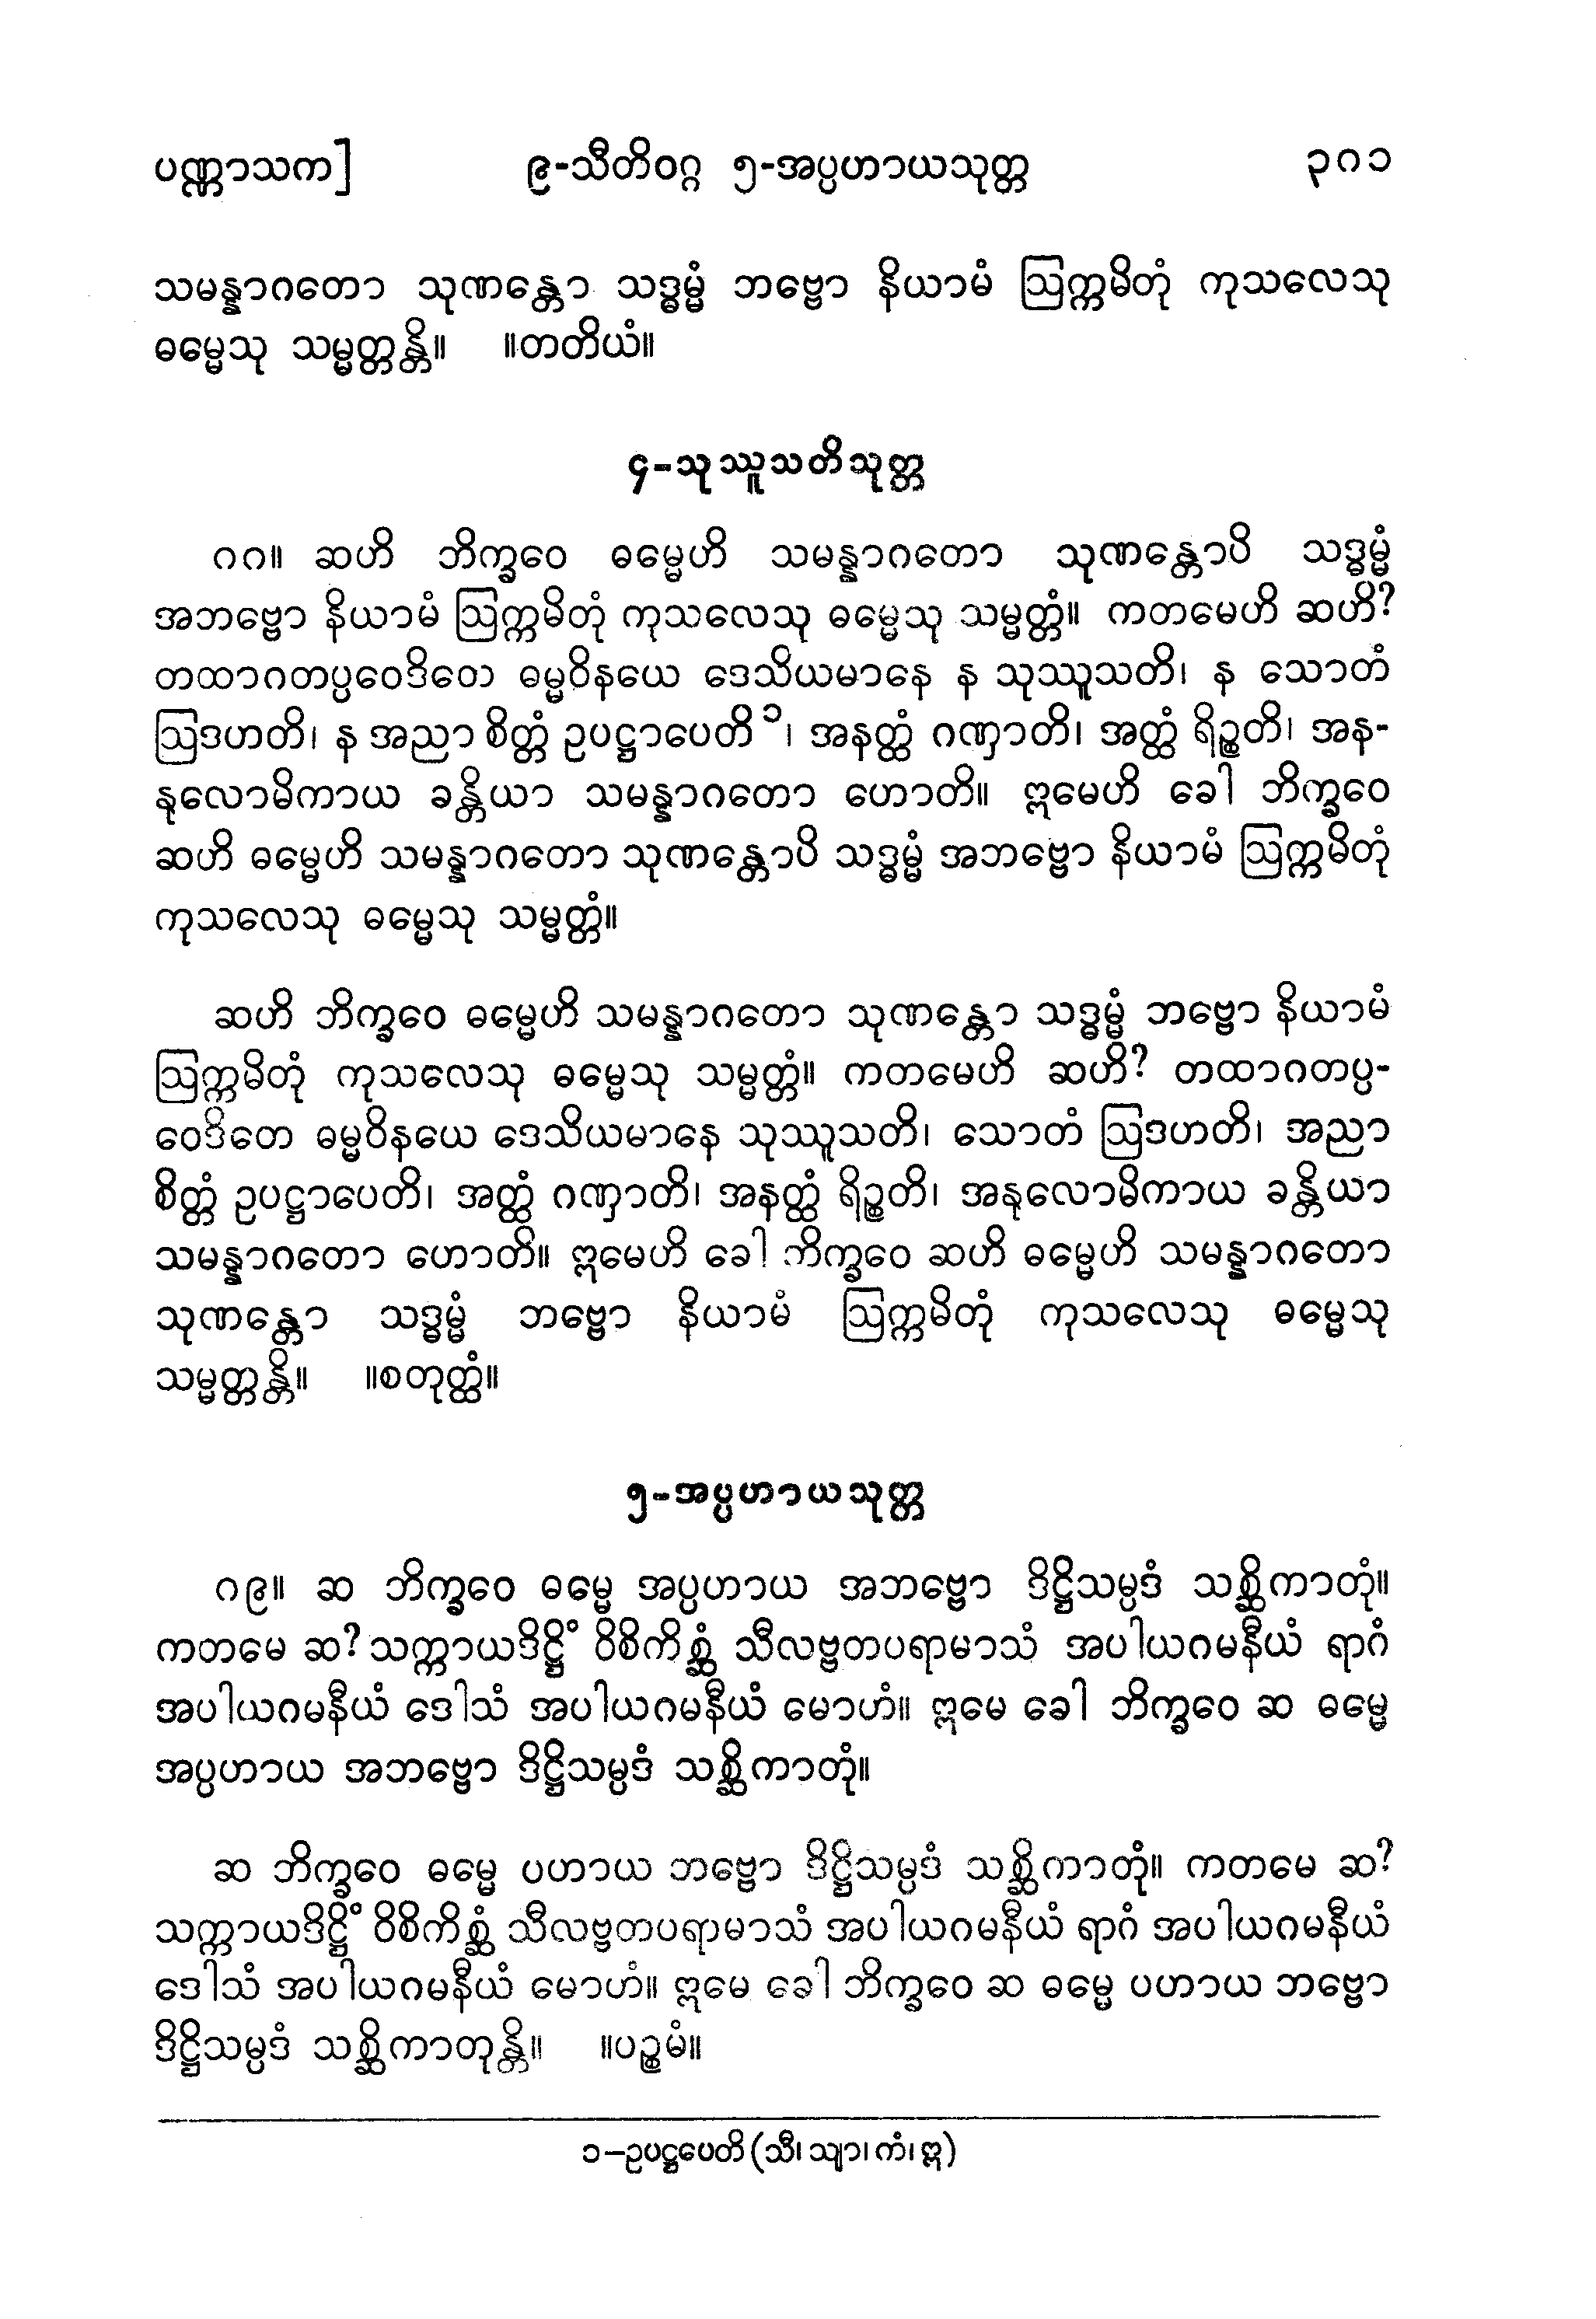 ပဏ္ဏာသက] ၉-သီတိဝဂ္ဂ ၅-အပ္ပဟာယသုတ္တ ၃၈၁
သမန္နာဂတော သုဏန္တော သဒ္ဓမ္မံ ဘဗ္ဗော နိယာမံ ဩက္ကမိတုံ ကုသလေသု
ဓမ္မေသု သမ္မတ္တန္တိ။ ။တတိယံ။
၄-သုဿူသတိသုတ္တ
၈၈။ ဆဟိ ဘိက္ခဝေ ဓမ္မေဟိ သမန္နာဂတော သုဏန္တောပိ သဒ္ဓမ္မံ
အဘဗ္ဗော နိယာမံ ဩက္ကမိတုံ ကုသလေသု ဓမ္မေသု သမ္မတ္တံ။ ကတမေဟိ ဆဟိ?
တထာဂတပ္ပဝေဒိတေ ဓမ္မဝိနယေ ဒေသိယမာနေ န သုဿူသတိ၊ န သောတံ
ဩဒဟတိ၊ န အညာ စိတ္တံ ဥပဋ္ဌာပေတိ၁၊ အနတ္ထံ ဂဏှာတိ၊ အတ္ထံ ရိဉ္စတိ၊ အန-
နုလောမိကာယ ခန္တိယာ သမန္နာဂတော ဟောတိ။ ဣမေဟိ ခေါ ဘိက္ခဝေ
ဆဟိ ဓမ္မေဟိ သမန္နာဂတော သုဏန္တောပိ သဒ္ဓမ္မံ အဘဗ္ဗော နိယာမံ ဩက္ကမိတုံ
ကုသလေသု ဓမ္မေသု သမ္မတ္တံ။
ဆဟိ ဘိက္ခဝေ ဓမ္မေဟိ သမန္နာဂတော သုဏန္တော သဒ္ဓမ္မံ ဘဗ္ဗော နိယာမံ
ဩက္ကမိတုံ ကုသလေသု ဓမ္မေသု သမ္မတ္တံ။ ကတမေဟိ ဆဟိ? တထာဂတပ္ပ-
ဝေဒိတေ ဓမ္မဝိနယေ ဒေသိယမာနေ သုဿူသတိ၊ သောတံ ဩဒဟတိ၊ အညာ
စိတ္တံ ဥပဋ္ဌာပေတိ၊ အတ္ထံ ဂဏှာတိ၊ အနတ္ထံ ရိဉ္စတိ၊ အနုလောမိကာယ ခန္တိယာ
သမန္နာဂတော ဟောတိ။ ဣမေဟိ ခေါ ဘိက္ခဝေ ဆဟိ ဓမ္မေဟိ သမန္နာဂတော
သုဏန္တော သဒ္ဓမ္မံ ဘဗ္ဗော နိယာမံ ဩက္ကမိတုံ ကုသလေသု ဓမ္မေသု
သမ္မတ္တန္တိ။ ။စတုတ္ထံ။
၅-အပ္ပဟာယသုတ္တ
၈၉။ ဆ ဘိက္ခဝေ ဓမ္မေ အပ္ပဟာယ အဘဗ္ဗော ဒိဋ္ဌိသမ္ပဒံ သစ္ဆိကာတုံ။
ကတမေ ဆ? သက္ကာယဒိဋ္ဌိံ ဝိစိကိစ္ဆံ သီလဗ္ဗတပရာမာသံ အပါယဂမနီယံ ရာဂံ
အပါယဂမနီယံ ဒေါသံ အပါယဂမနီယံ မောဟံ။ ဣမေ ခေါ ဘိက္ခဝေ ဆ ဓမ္မေ
အပ္ပဟာယ အဘဗ္ဗော ဒိဋ္ဌိသမ္ပဒံ သစ္ဆိကာတုံ။
ဆ ဘိက္ခဝေ ဓမ္မေ ပဟာယ ဘဗ္ဗော ဒိဋ္ဌိသမ္ပဒံ သစ္ဆိကာတုံ။ ကတမေ ဆ?
သက္ကာယဒိဋ္ဌိံ ဝိစိကိစ္ဆံ သီလဗ္ဗတပရာမာသံ အပါယဂမနီယံ ရာဂံ အပါယဂမနီယံ
ဒေါသံ အပါယဂမနီယံ မောဟံ။ ဣမေ ခေါ ဘိက္ခဝေ ဆ ဓမ္မေ ပဟာယ ဘဗ္ဗော
ဒိဋ္ဌိသမ္ပဒံ သစ္ဆိကာတုန္တိ။ ။ပဉ္စမံ။
၁-ဥပဋ္ဌပေတိ (သီ၊ သျာ၊ ကံ၊ ဣ)